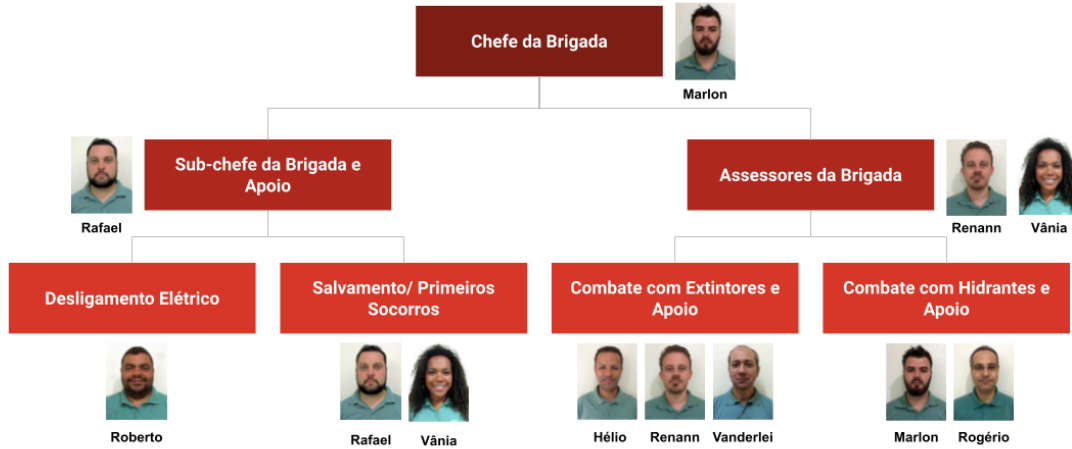 Chefe da Brigada
Marlon
Sub-chefe da Brigada e
Apoio
Rafael
Assessores da Brigada
Renann
Vânia
Desligamento Elétrico
Roberto
Salvamento/ Primeiros
Socorros
Rafael
Vânia
Combate com Extintores e
Apoio
Hélio
Renann
Vanderlei
Combate com Hidrantes e
Apoio
Marlon
Rogério